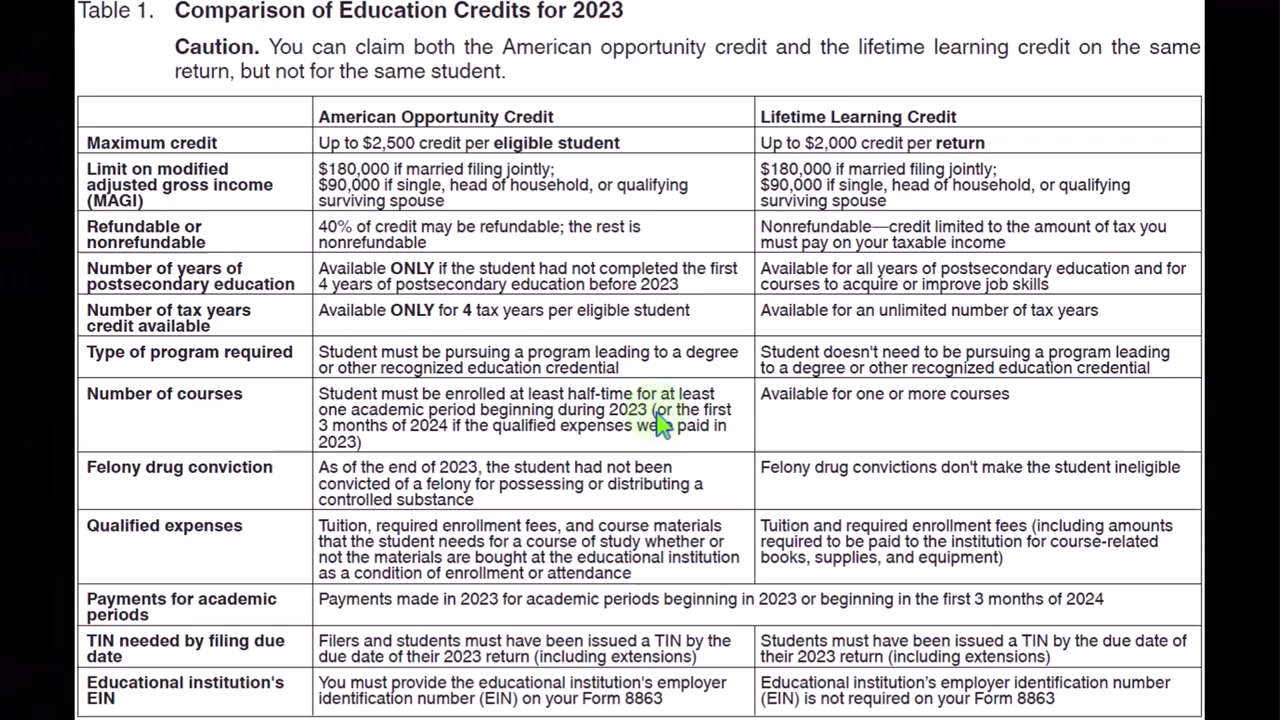 Table 1. Comparison of Education Credits for 2023
Caution. You can claim both the American opportunity credit and the lifetime learning credit on the same
return, but not for the same student.
American Opportunity Credit
Lifetime Learning Credit
Maximum credit
Up to $2,500 credit per eligible student
Up to $2,000 credit per return
Limit on modified
adjusted gross income
(MAGI)
$180,000 if married filing jointly;
$90,000 if single, head of household, or qualifying
surviving spouse
$180,000 if married filing jointly;
$90,000 if single, head of household, or qualifying
surviving spouse
Refundable or
nonrefundable
40% of credit may be refundable; the rest is
nonrefundable
Nonrefundable—credit limited to the amount of tax you
must pay on your taxable income
Number of years of
postsecondary education
Available ONLY if the student had not completed the first
4 years of postsecondary education before 2023
Available for all years of postsecondary education and for
courses to acquire or improve job skills
Number of tax years
credit available
Available ONLY for 4 tax years per eligible student
Available for an unlimited number of tax years
Type of program required
Student must be pursuing a program leading to a degree
or other recognized education credential
Student doesn't need to be pursuing a program leading
to a degree or other recognized education credential
Number of courses
Student must be enrolled at least half-time for at least
one academic period beginning during 2023 (or the first
3 months of 2024 if the qualified expenses were paid in
2023)
Available for one or more courses
Felony drug conviction
As of the end of 2023, the student had not been
convicted of a felony for possessing or distributing a
controlled substance
Felony drug convictions don't make the student ineligible
Qualified expenses
Tuition, required enrollment fees, and course materials
that the student needs for a course of study whether or
not the materials are bought at the educational institution
as a condition of enrollment or attendance
Tuition and required enrollment fees (including amounts
required to be paid to the institution for course-related
books, supplies, and equipment)
Payments for academic
periods
Payments made in 2023 for academic periods beginning in 2023 or beginning in the first 3 months of 2024
TIN needed by filing due
date
Filers and students must have been issued a TIN by the
due date of their 2023 return (including extensions)
Students must have been issued a TIN by the due date of
their 2023 return (including extensions)
Educational institution's
EIN
You must provide the educational institution's employer
identification number (EIN) on your Form 8863
Educational institution's employer identification number
(EIN) is not required on your Form 8863